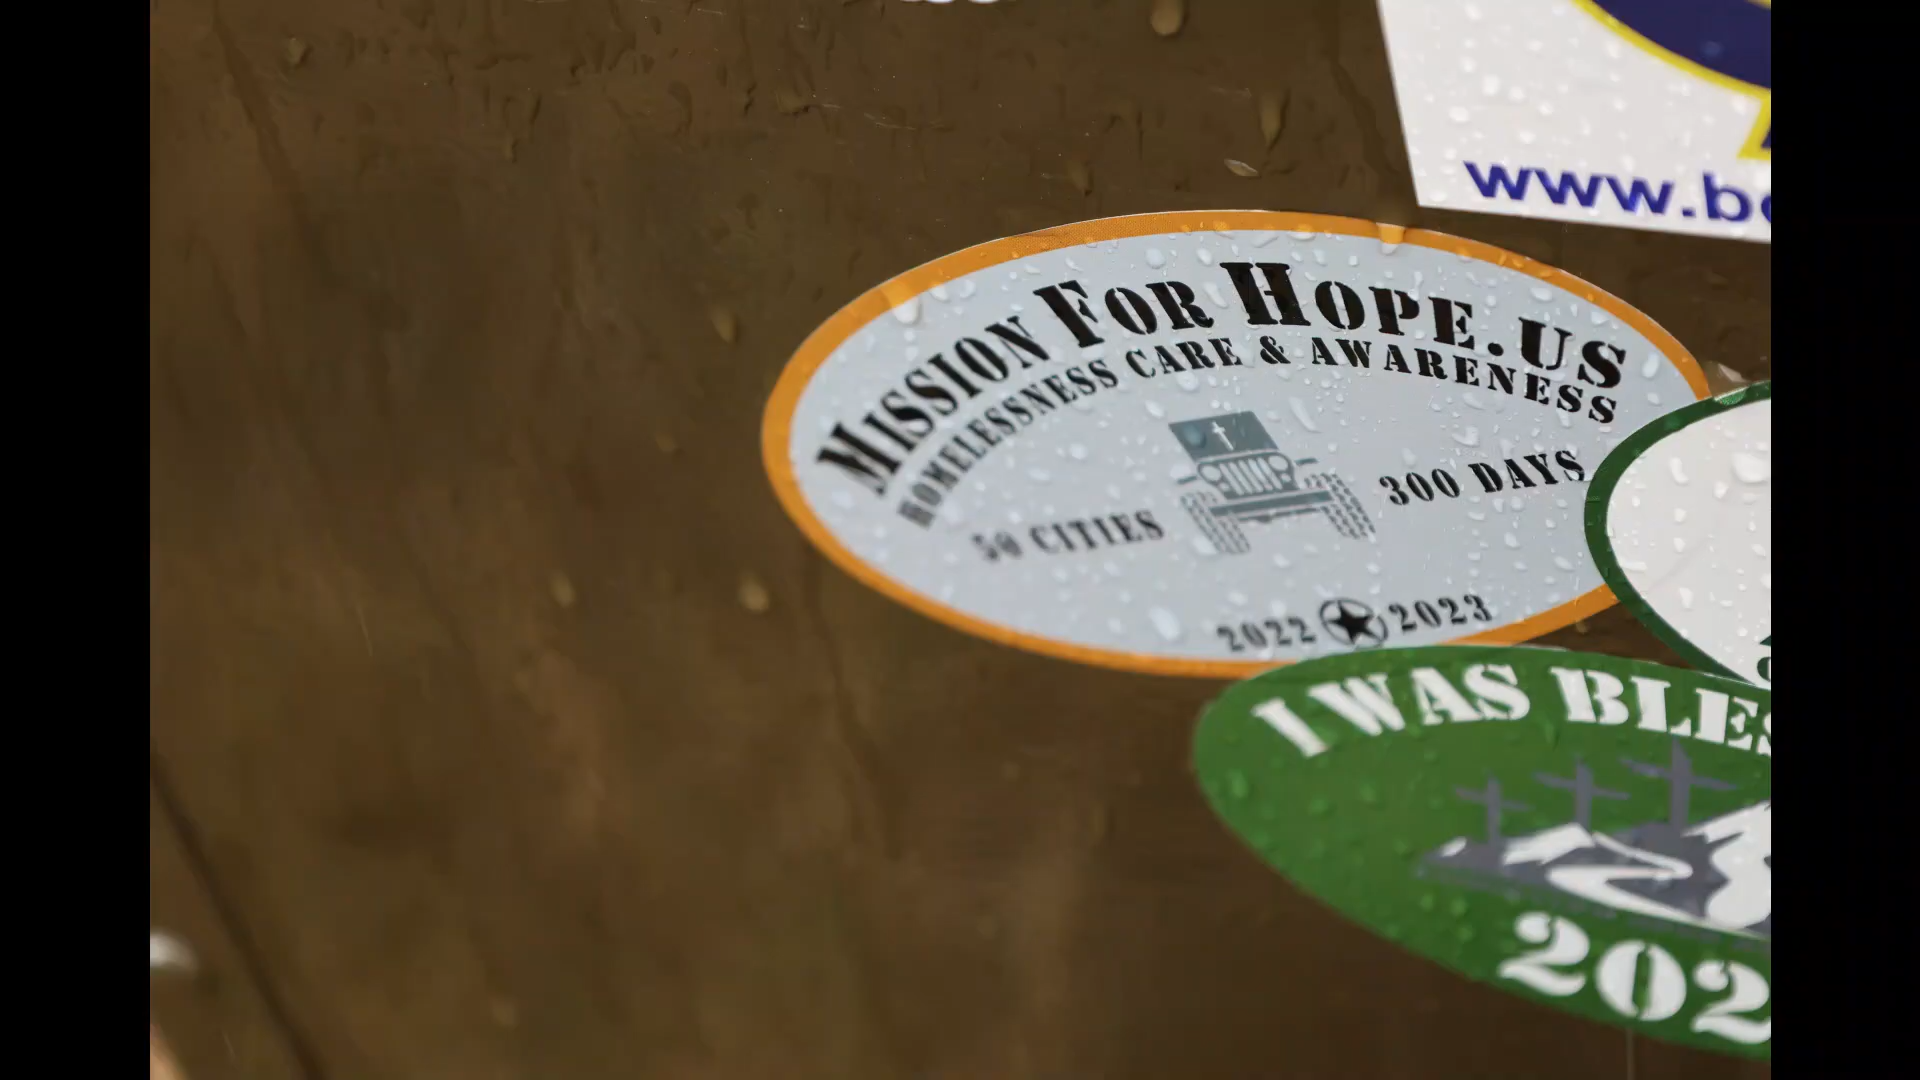 www.b
MISSION FOR HOPE.US
HOMELESSNESS CARE & AWARENESS
50 CITIES
300 DAYS
2022 2023
I WAS BLES
202